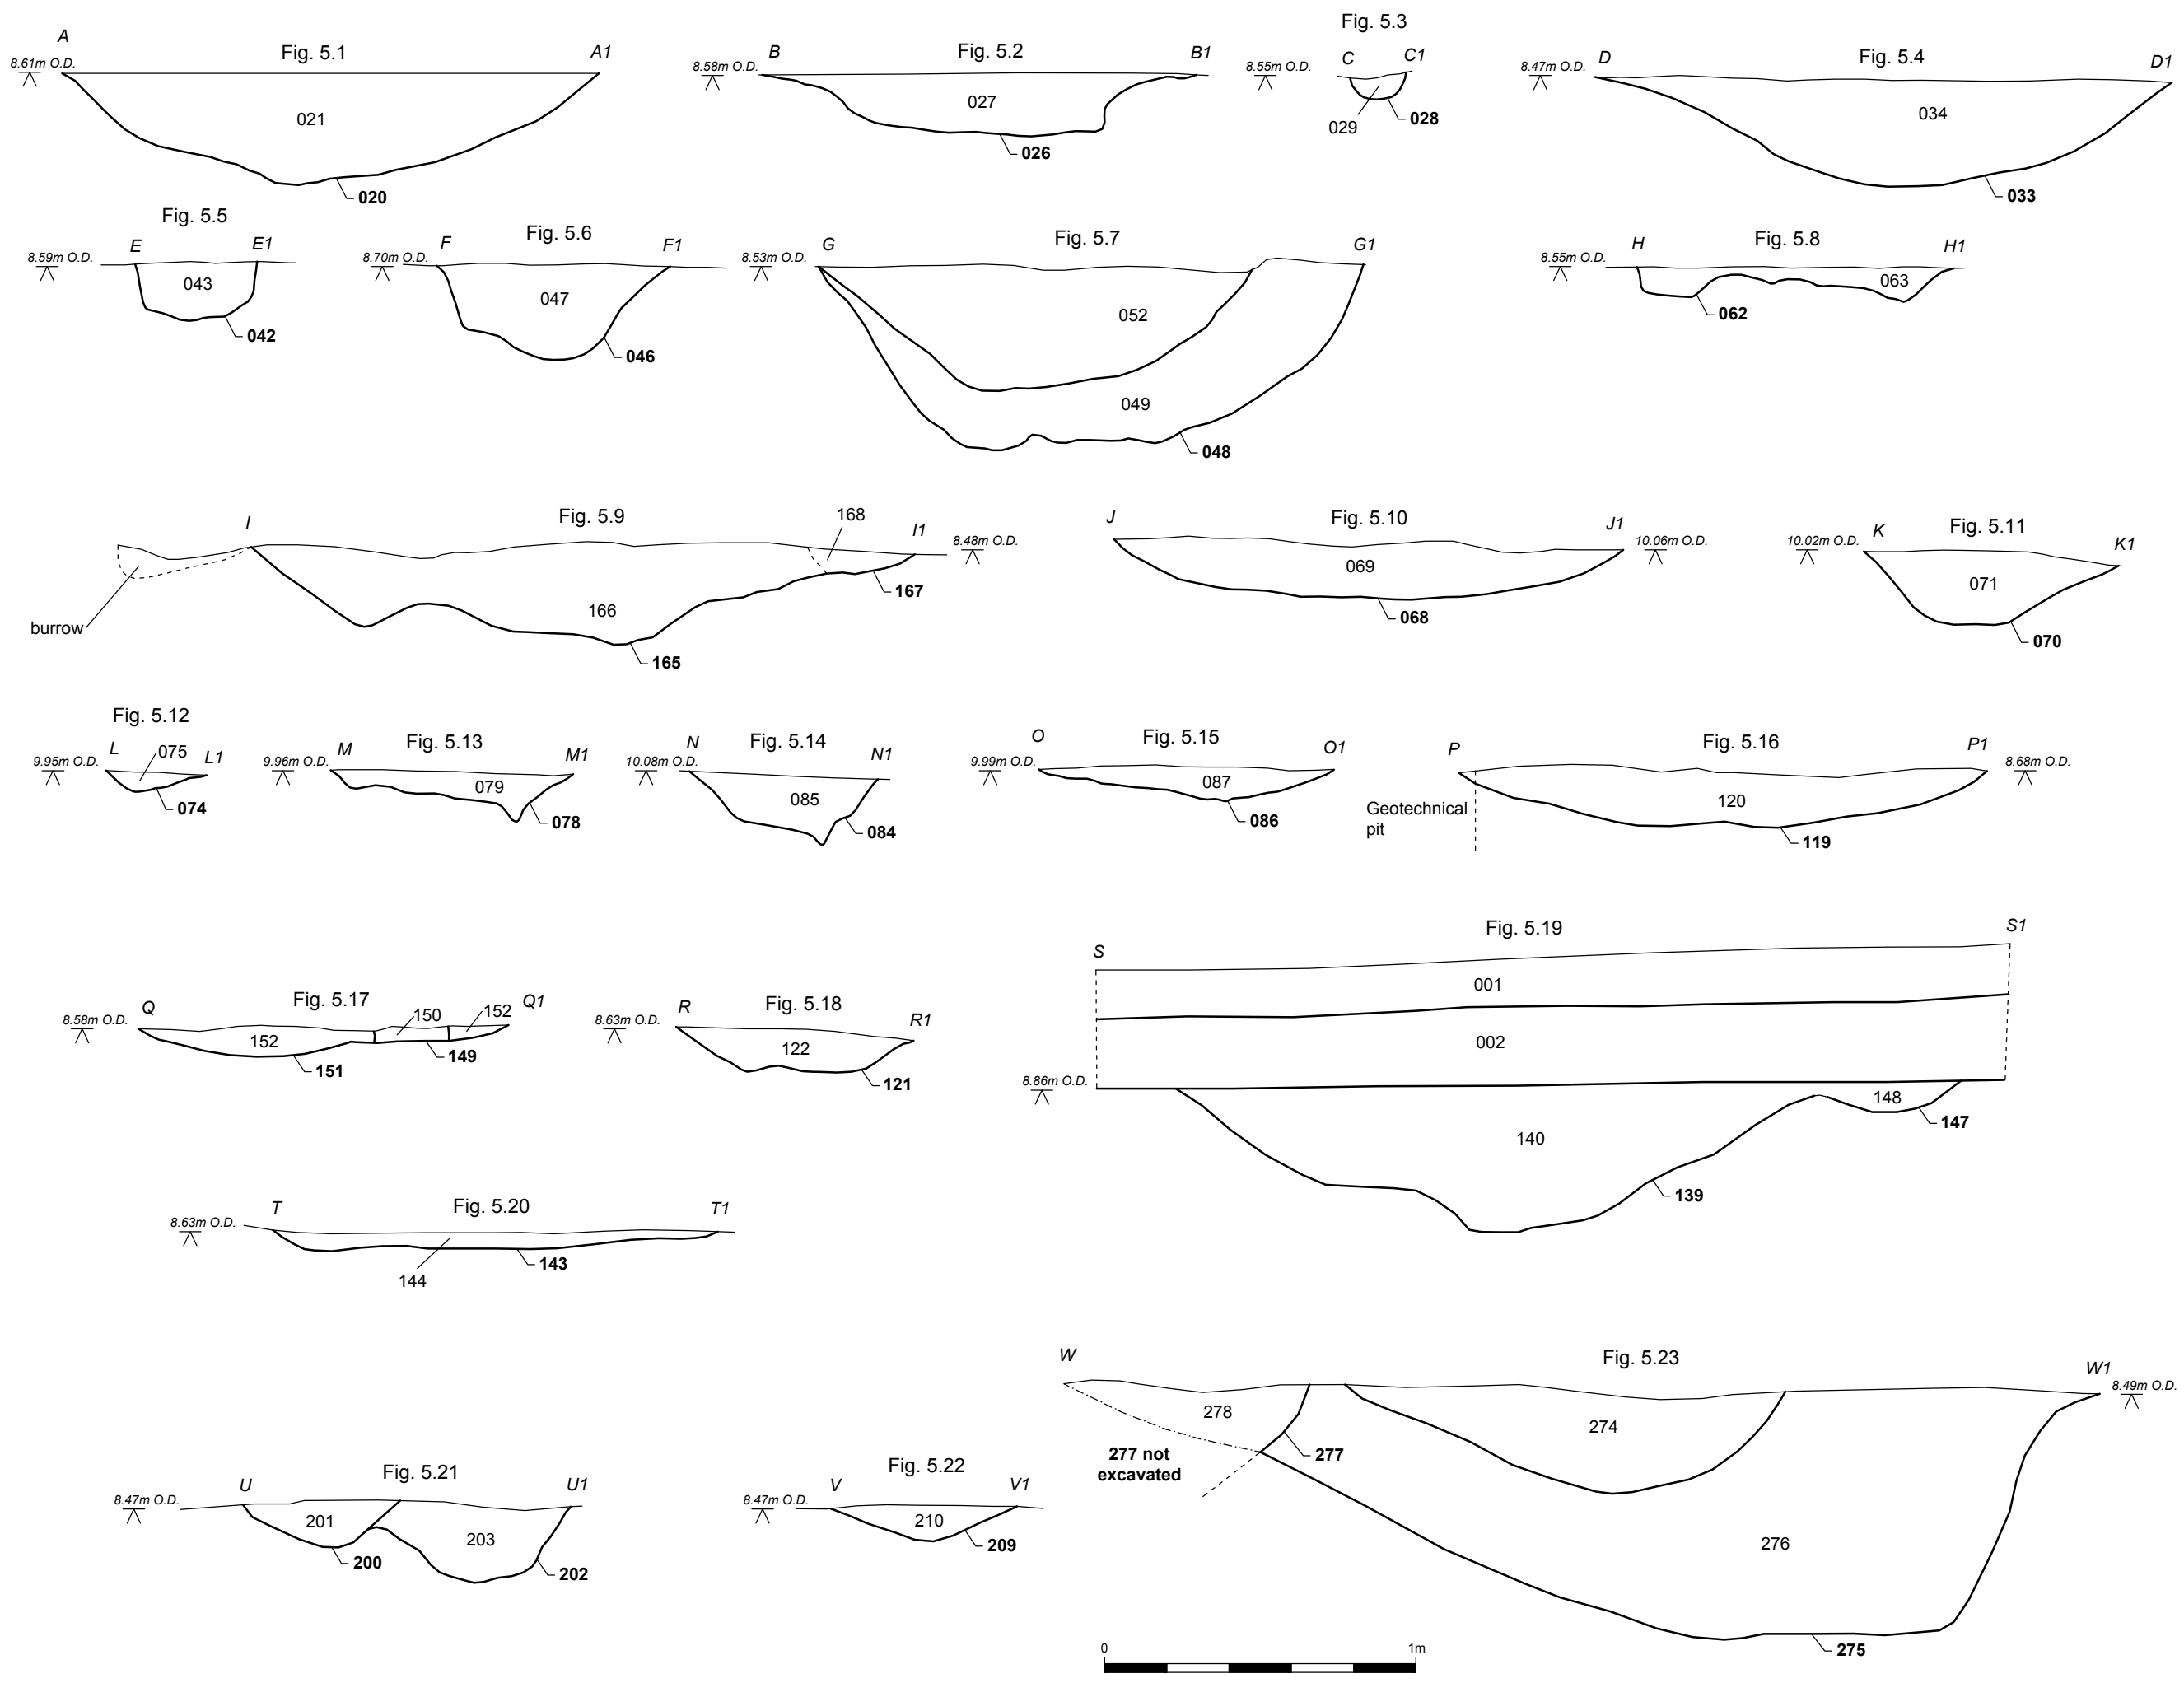 Fig. 5.1
A
A1
8.61m O.D.
021
020
Fig. 5.2
B
B1
8.58m O.D.
027
026
Fig. 5.3
C
C1
8.55m O.D.
029
028
Fig. 5.4
D
D1
8.47m O.D.
034
033
Fig. 5.5
E
E1
8.59m O.D.
043
042
Fig. 5.6
F
F1
8.70m O.D.
047
046
Fig. 5.7
G
G1
8.53m O.D.
052
049
048
Fig. 5.8
H
H1
8.55m O.D.
063
062
Fig. 5.9
I
168
I1
8.48m O.D.
166
167
burrow
165
Fig. 5.10
J
J1
10.06m O.D.
069
068
Fig. 5.11
K
K1
10.02m O.D.
071
070
Fig. 5.12
L
075
L1
9.95m O.D.
074
Fig. 5.13
M
M1
9.96m O.D.
079
078
Fig. 5.14
N
N1
10.08m O.D.
085
084
Fig. 5.15
O
O1
9.99m O.D.
087
086
Fig. 5.16
P
P1
8.68m O.D.
120
Geotechnical
pit
119
Fig. 5.17
Q
Q1
8.58m O.D.
150
152
152
149
151
Fig. 5.18
R
R1
8.63m O.D.
122
121
Fig. 5.19
S
S1
001
002
8.86m O.D.
148
147
140
139
Fig. 5.20
T
T1
8.63m O.D.
144
143
Fig. 5.21
U
U1
8.47m O.D.
201
203
200
202
Fig. 5.22
V
V1
8.47m O.D.
210
209
Fig. 5.23
W
W1
8.49m O.D.
278
274
277 not
excavated
277
276
275
0
1m